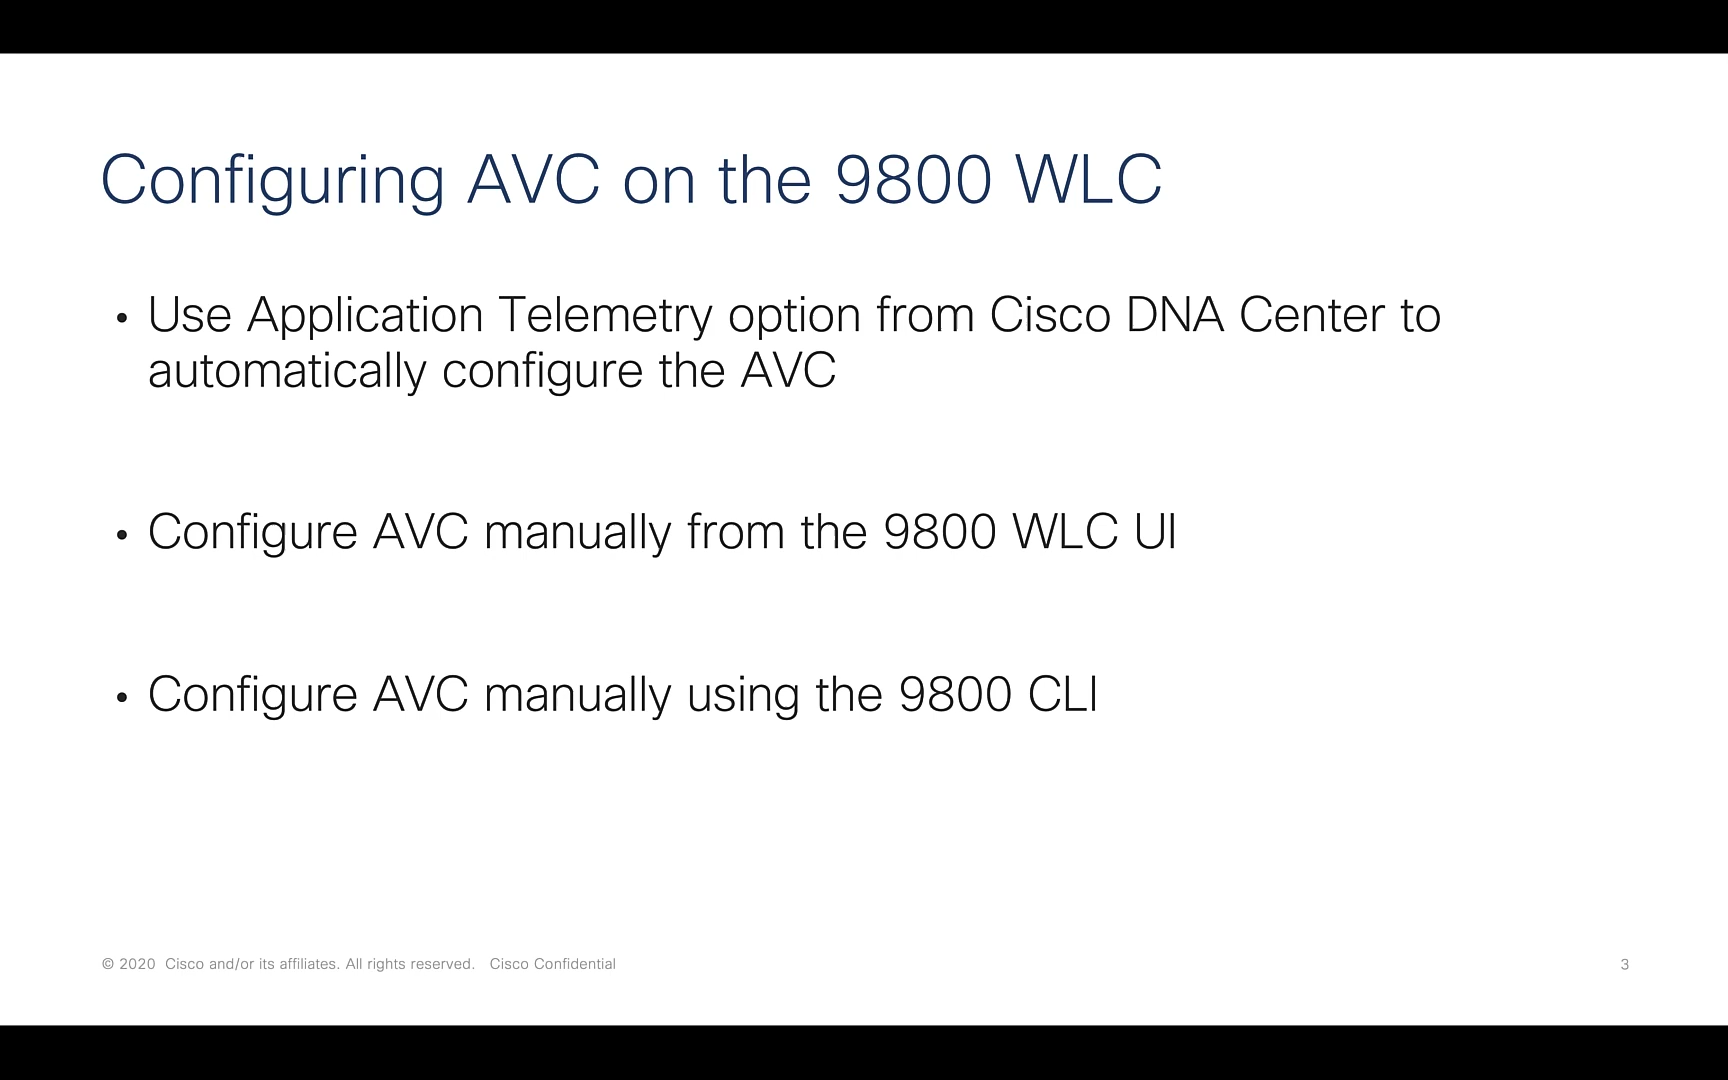 Configuring AVC on the 9800 WLC
• Use Application Telemetry option from Cisco DNA Center to
automatically configure the AVC
• Configure AVC manually from the 9800 WLC UI
• Configure AVC manually using the 9800 CLI
© 2020 Cisco and/or its affiliates. All rights reserved. Cisco Confidential
3